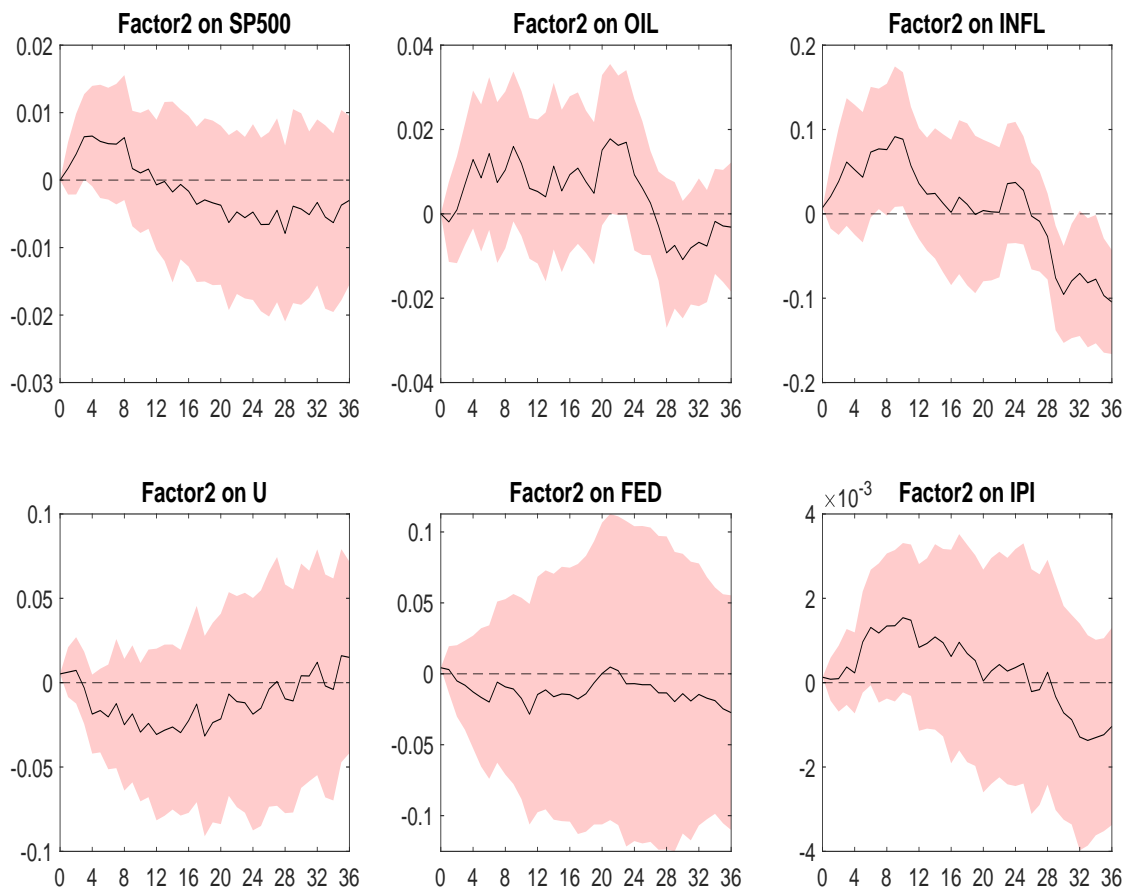 Factor2 on SP500
0.02
0.01
0
-0.01
-0.02
-0.03
0 4 8 12 16 20 24 28 32 36
Factor2 on OIL
0.04
0.02
0
-0.02
-0.04
0 4 8 12 16 20 24 28 32 36
Factor2 on INFL
0.2
0.1
0
-0.1
-0.2
0 4 8 12 16 20 24 28 32 36
Factor2 on U
0.1
0.05
0
-0.05
-0.1
0 4 8 12 16 20 24 28 32 36
Factor2 on FED
0.1
0.05
0
-0.05
-0.1
0 4 8 12 16 20 24 28 32 36
Factor2 on IPI
×10⁻³
4
2
0
-2
-4
0 4 8 12 16 20 24 28 32 36